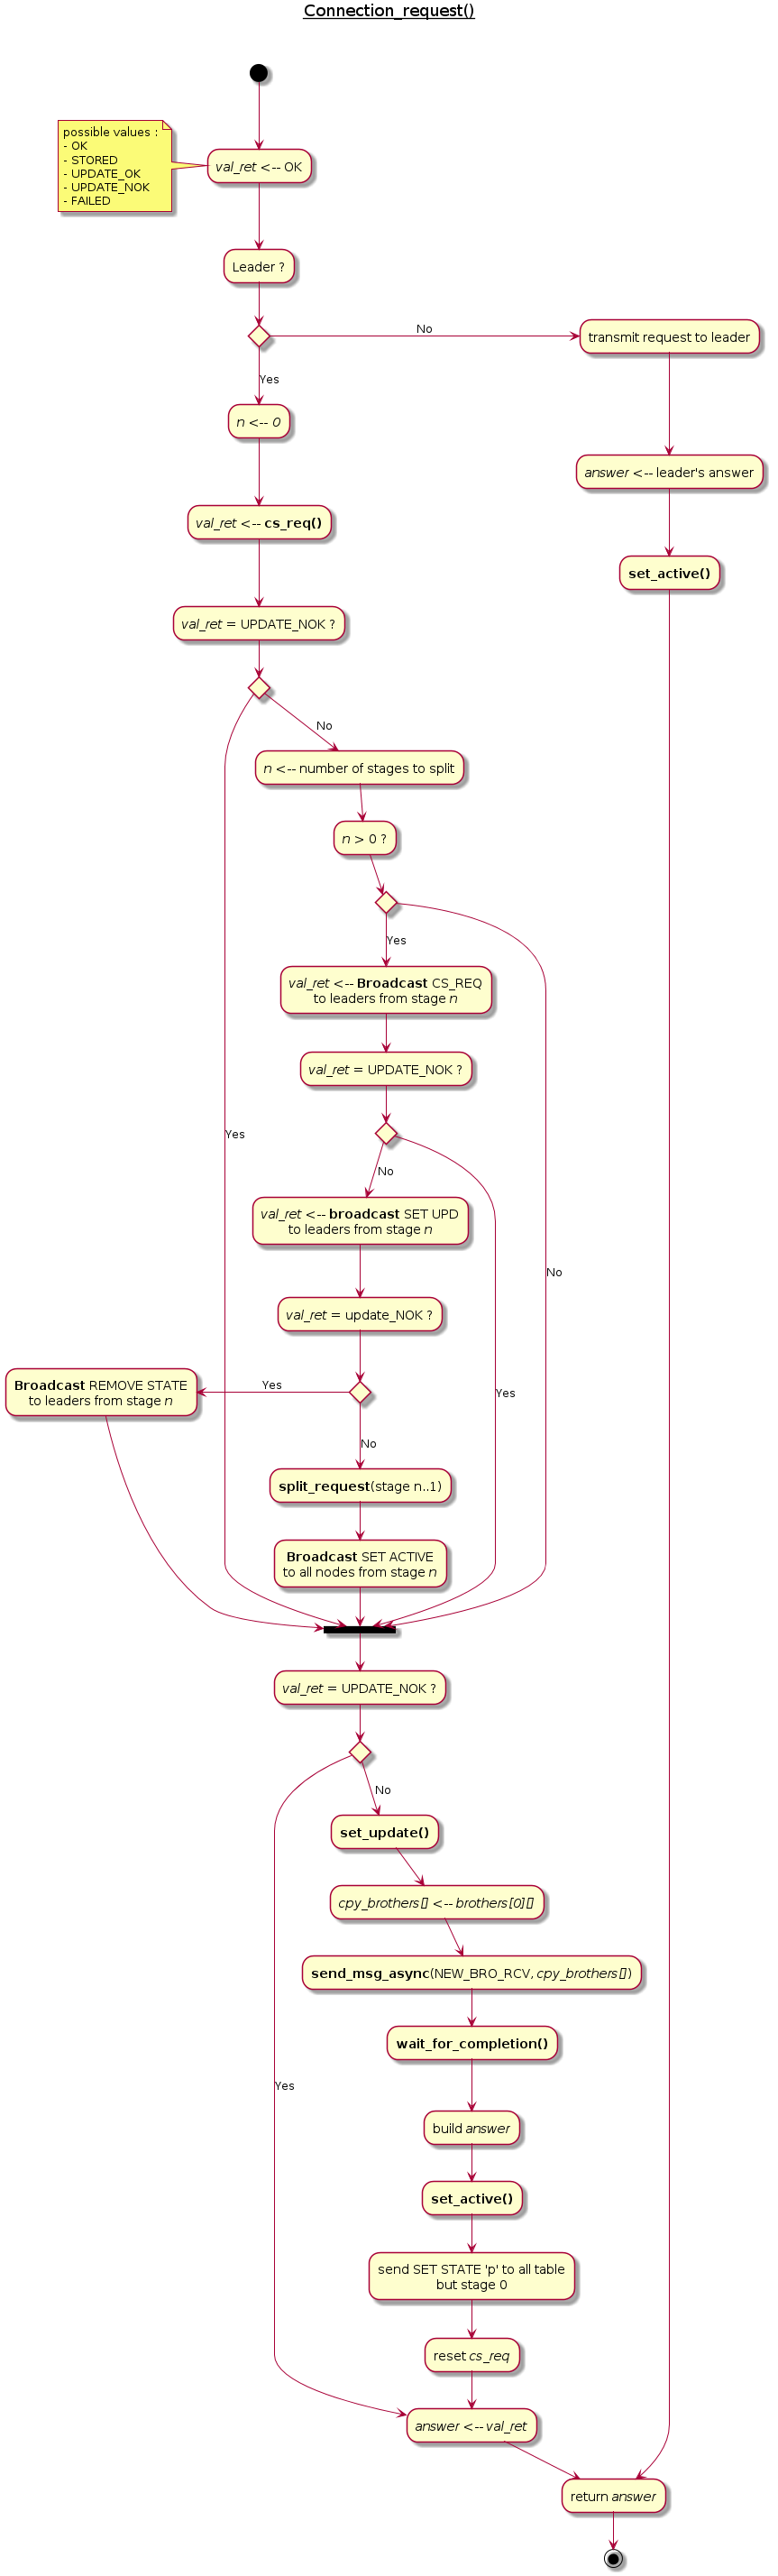 Connection_request()
possible values :
- OK
- STORED
- UPDATE_OK
- UPDATE_NOK
- FAILED
val_ret <-- OK
Leader ?
No
transmit request to leader
Yes
n <-- 0
answer <-- leader's answer
val_ret <-- cs_req()
set_active()
val_ret = UPDATE_NOK ?
No
n <-- number of stages to split
n > 0 ?
Yes
val_ret <-- Broadcast CS_REQ
to leaders from stage n
val_ret = UPDATE_NOK ?
Yes
No
val_ret <-- broadcast SET UPD
to leaders from stage n
No
val_ret = update_NOK ?
Broadcast REMOVE STATE
to leaders from stage n
Yes
Yes
No
split_request(stage n..1)
Broadcast SET ACTIVE
to all nodes from stage n
val_ret = UPDATE_NOK ?
No
set_update()
cpy_brothers[] <-- brothers[0][]
send_msg_async(NEW_BRO_RCV, cpy_brothers[])
wait_for_completion()
Yes
build answer
set_active()
send SET STATE 'p' to all table
but stage 0
reset cs_req
answer <-- val_ret
return answer